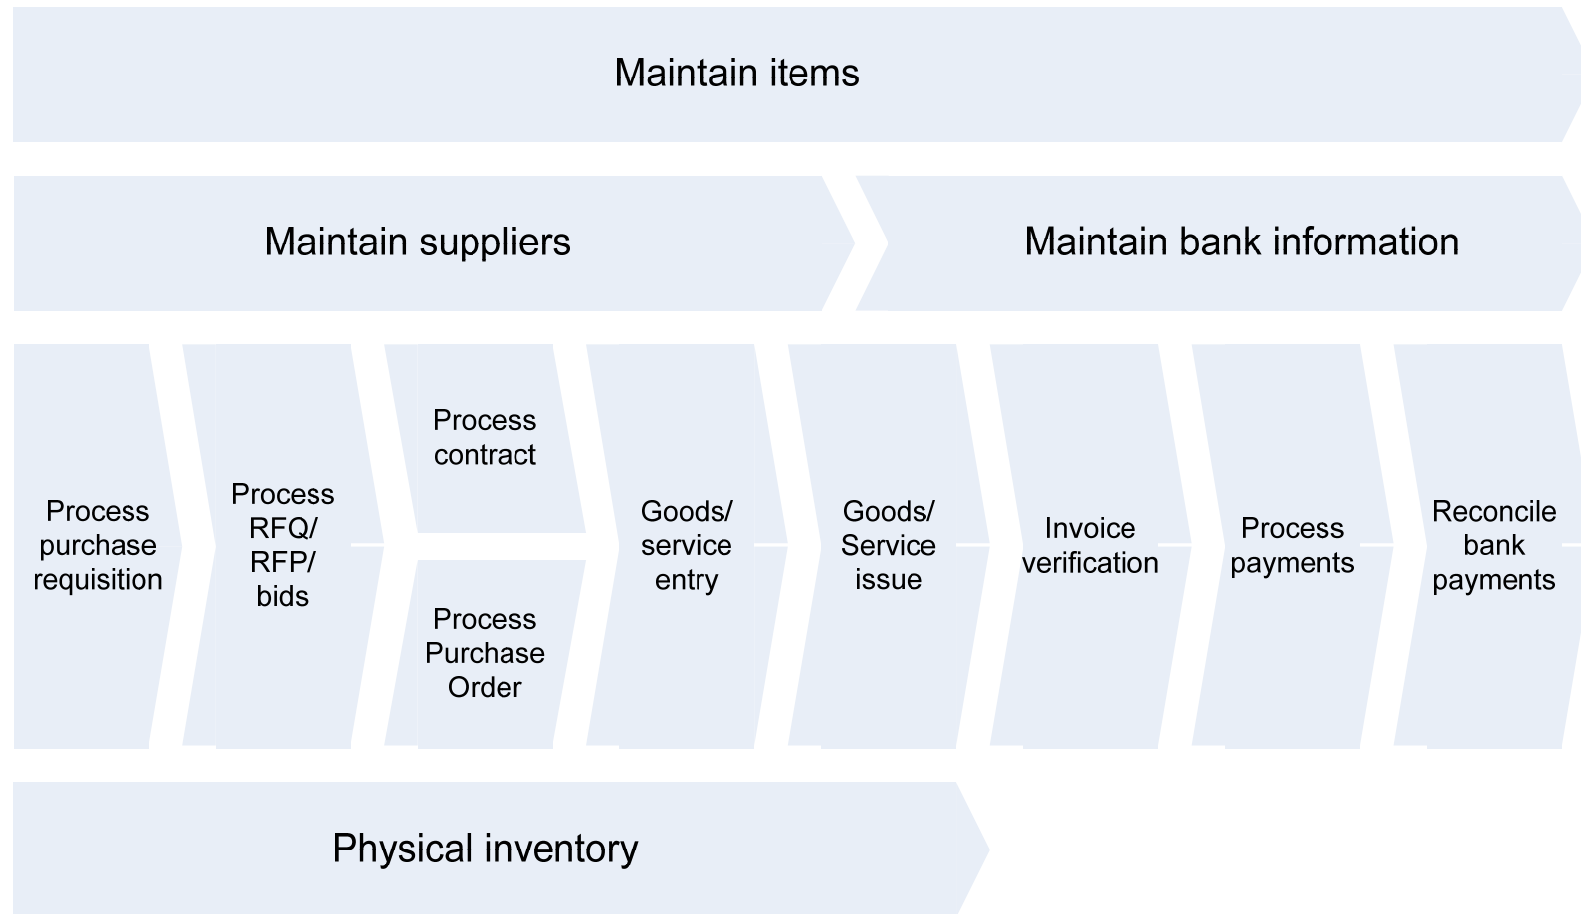 Maintain items
Maintain suppliers
Maintain bank information
Process
purchase
requisition
Process
RFQ/
RFP/
bids
Process
contract
Process
Purchase
Order
Goods/
service
entry
Goods/
Service
issue
Invoice
verification
Process
payments
Reconcile
bank
payments
Physical inventory